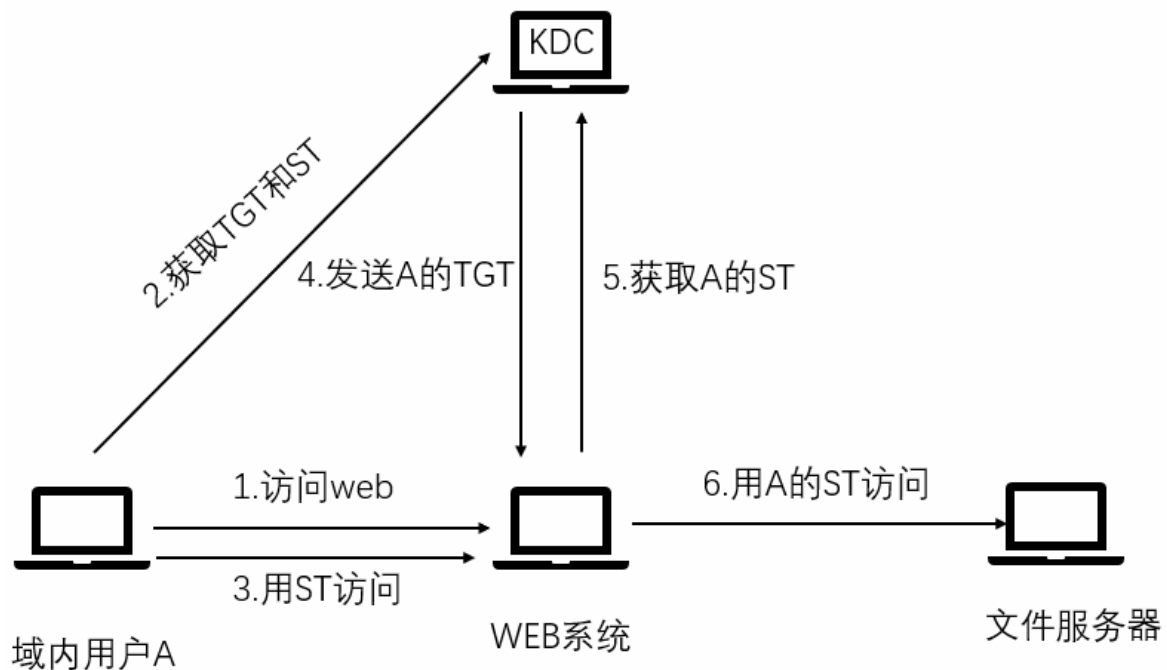 KDC
2.获取TGT和ST
4.发送A的TGT
5.获取A的ST
1.访问web
6.用A的ST访问
3.用ST访问
域内用户A
WEB系统
文件服务器